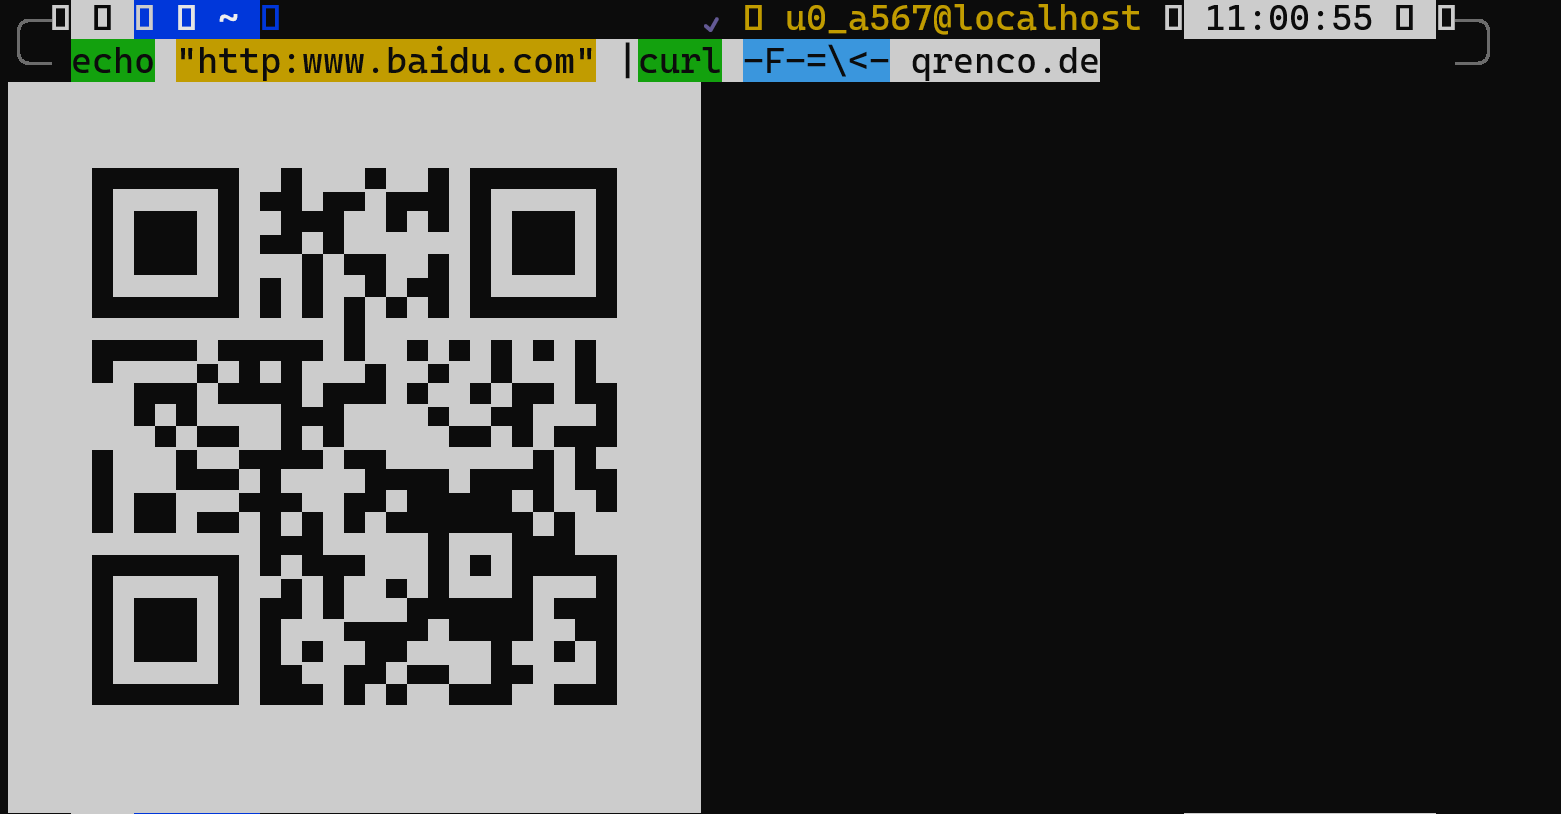 ~ ✓ u0_a567@localhost 11:00:55
echo "http:www.baidu.com" |curl -F-=\<- qrenco.de